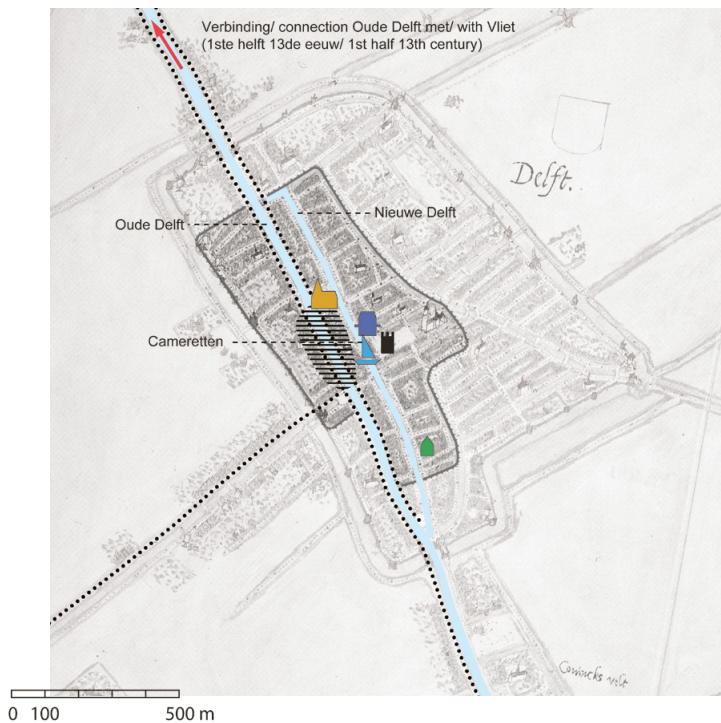 Verbinding/ connection Oude Delft met/ with Vliet
(1ste helft 13de eeuw/ 1st half 13th century)
Delft.
Nieuwe Delft
Oude Delft
Cameretten
0 100 500 m